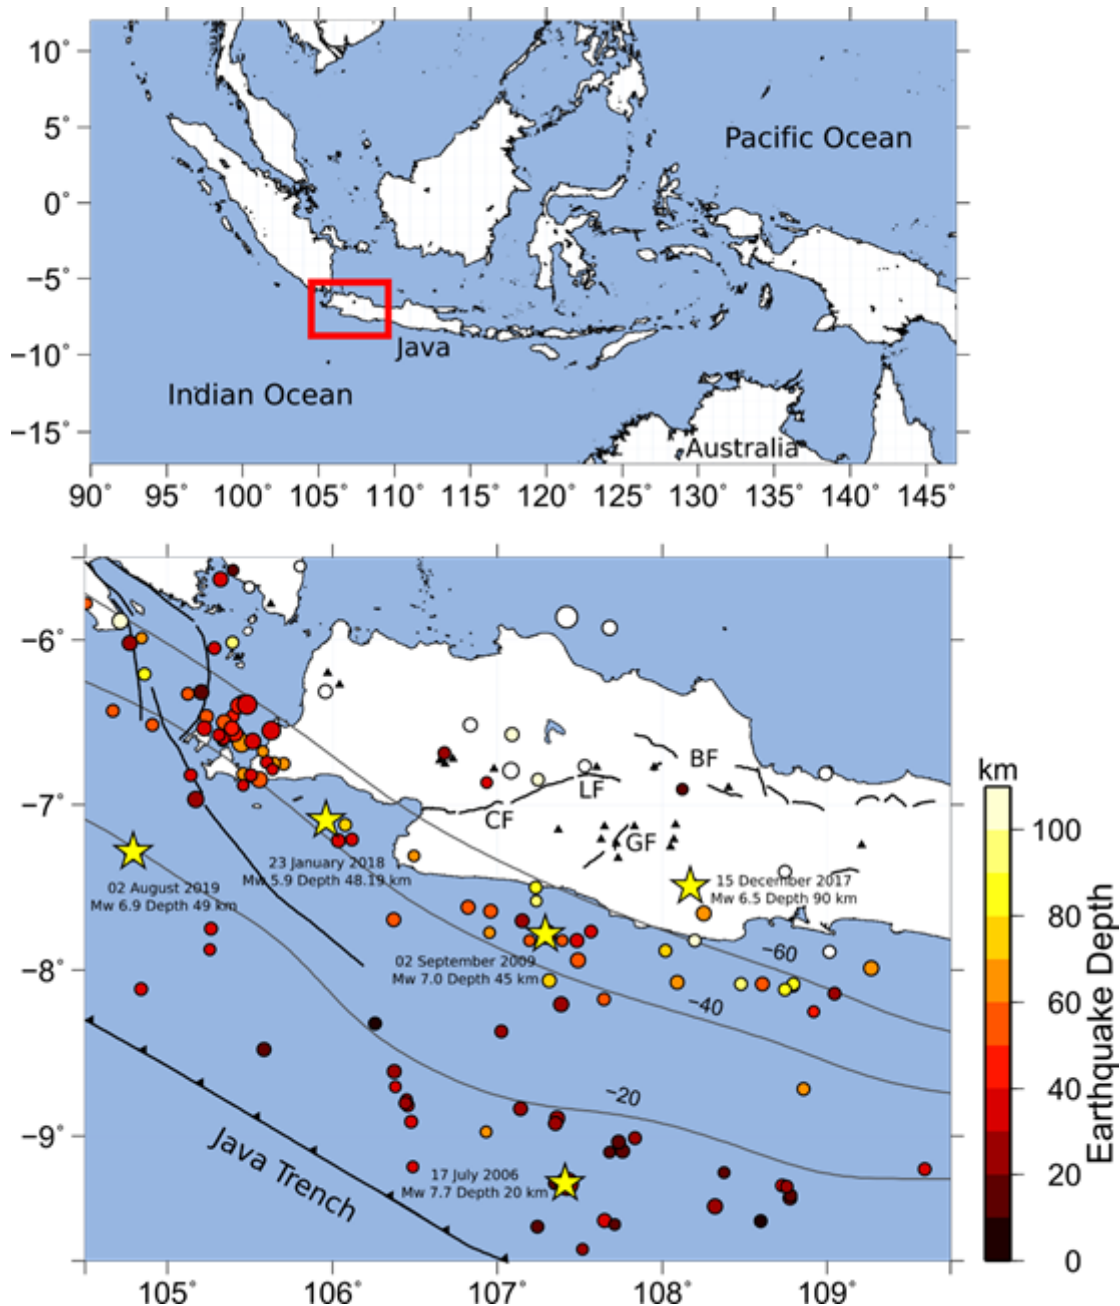 10°
5°
0°
−5°
−10°
−15°
Pacific Ocean
Java
Indian Ocean
Australia
90° 95° 100° 105° 110° 115° 120° 125° 130° 135° 140° 145°
−6°
−7°
−8°
−9°
BF
LF
CF
GF
23 January 2018
Mw 5.9 Depth 48.19 km
02 August 2019
Mw 6.9 Depth 49 km
15 December 2017
Mw 6.5 Depth 90 km
02 September 2009
Mw 7.0 Depth 45 km
−60
−40
−20
17 July 2006
Mw 7.7 Depth 20 km
Java Trench
105° 106° 107° 108° 109°
km
100
80
60
40
20
0
Earthquake Depth